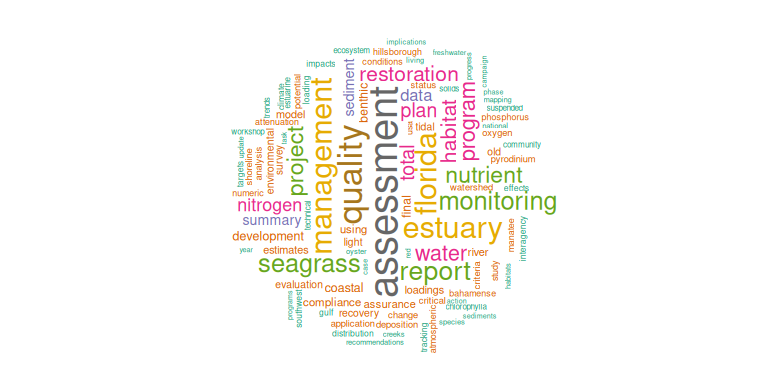 implications
ecosystem
hillsborough
freshwater
conditions
living
impacts
restoration
progress
campaign
status
solids
data
sediment
benthic
climate
estuarine
potential
loading
trends
model
management
assessment
plan
habitat
program
phase
mapping
suspended
phosphorus
national
attenuation
usa
tidal
oxygen
workshop
update
task
quality
florida
community
project
total
old
pyrodinium
targets
shoreline
analysis
environmental
survey
nutrient
watershed
effects
numeric
nitrogen
technical
final
monitoring
summary
using
estuary
manatee
interagency
development
light
year
estimates
oyster
red
water
river
seagrass
case
report
criteria
study
habitats
evaluation
coastal
loadings
bahamense
programs
southwest
compliance
assurance
critical
action
chlorophylla
gulf
recovery
change
sediments
application
deposition
species
distribution
creeks
tracking
atmospheric
recommendations